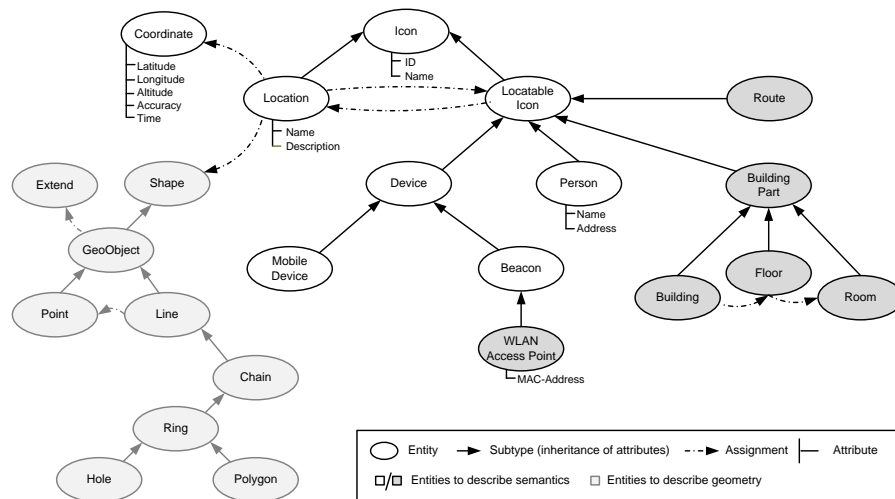 Coordinate
Latitude
Longitude
Altitude
Accuracy
Time
Icon
ID
Name
Location
Name
Description
Locatable
Icon
Route
Extend
Shape
Device
Person
Name
Address
Building
Part
GeoObject
Mobile
Device
Beacon
Building
Floor
Room
Point
Line
WLAN
Access Point
MAC-Address
Chain
Ring
Hole
Polygon
Entity
Subtype (inheritance of attributes)
Assignment
Attribute
Entities to describe semantics
Entities to describe geometry